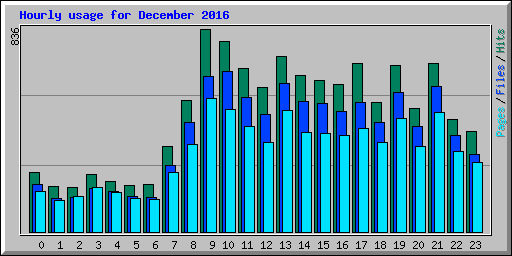 Hourly usage for December 2016
836
Pages/Files/Hits
0 1 2 3 4 5 6 7 8 9 10 11 12 13 14 15 16 17 18 19 20 21 22 23